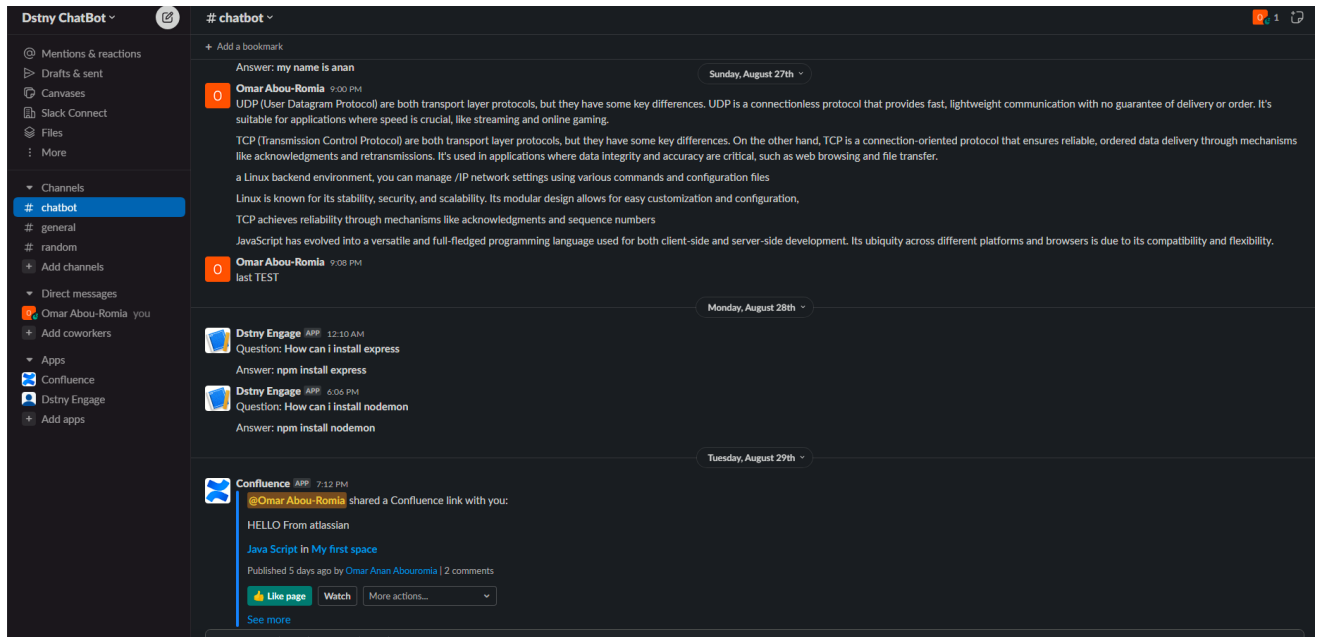 Dstny ChatBot
# chatbot
1
Mentions & reactions
Drafts & sent
Canvases
Slack Connect
Files
More
Channels
# chatbot
# general
# random
+ Add channels
Direct messages
Omar Abou-Romia you
+ Add coworkers
Apps
Confluence
Dstny Engage
+ Add apps
+ Add a bookmark
Answer: my name is anan
Sunday, August 27th
O
Omar Abou-Romia 9:00 PM
UDP (User Datagram Protocol) are both transport layer protocols, but they have some key differences. UDP is a connectionless protocol that provides fast, lightweight communication with no guarantee of delivery or order. It's
suitable for applications where speed is crucial, like streaming and online gaming.
TCP (Transmission Control Protocol) are both transport layer protocols, but they have some key differences. On the other hand, TCP is a connection-oriented protocol that ensures reliable, ordered data delivery through mechanisms
like acknowledgments and retransmissions. It's used in applications where data integrity and accuracy are critical, such as web browsing and file transfer.
a Linux backend environment, you can manage /IP network settings using various commands and configuration files
Linux is known for its stability, security, and scalability. Its modular design allows for easy customization and configuration,
TCP achieves reliability through mechanisms like acknowledgments and sequence numbers
JavaScript has evolved into a versatile and full-fledged programming language used for both client-side and server-side development. Its ubiquity across different platforms and browsers is due to its compatibility and flexibility.
O
Omar Abou-Romia 9:08 PM
last TEST
Monday, August 28th
Dstny Engage APP 12:10 AM
Question: How can i install express
Answer: npm install express
Dstny Engage APP 6:06 PM
Question: How can i install nodemon
Answer: npm install nodemon
Tuesday, August 29th
Confluence APP 7:12 PM
@Omar Abou-Romia shared a Confluence link with you:
HELLO From atlassian
Java Script in My first space
Published 5 days ago by Omar Anan Abouromia | 2 comments
👍 Like page
Watch
More actions...
See more